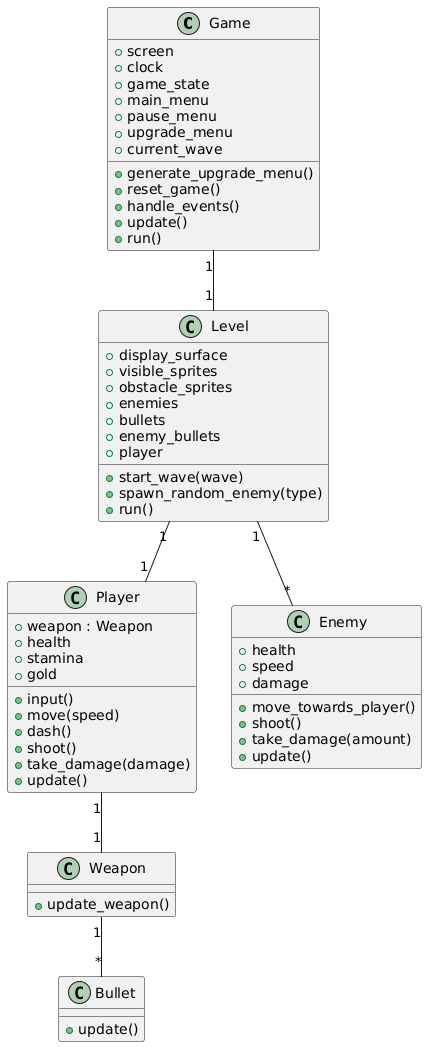 C Game
screen
clock
game_state
main_menu
pause_menu
upgrade_menu
current_wave
generate_upgrade_menu()
reset_game()
handle_events()
update()
run()
1
1
C Level
display_surface
visible_sprites
obstacle_sprites
enemies
bullets
enemy_bullets
player
start_wave(wave)
spawn_random_enemy(type)
run()
1
1
1
*
C Player
weapon : Weapon
health
stamina
gold
input()
move(speed)
dash()
shoot()
take_damage(damage)
update()
C Enemy
health
speed
damage
move_towards_player()
shoot()
take_damage(amount)
update()
1
1
C Weapon
update_weapon()
1
*
C Bullet
update()